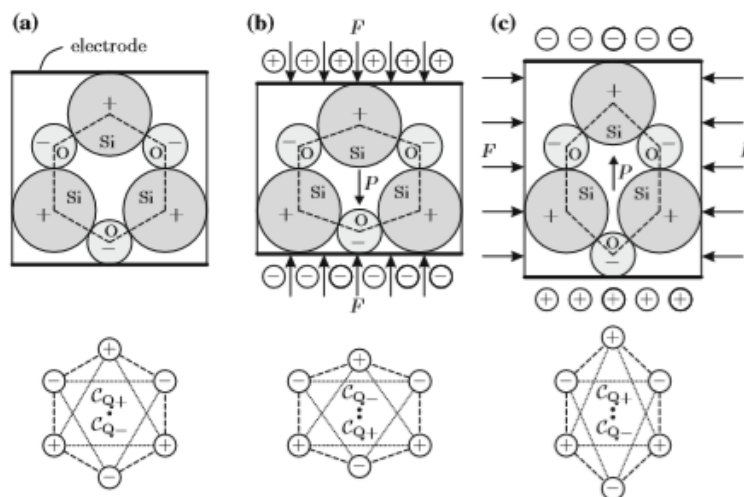 (a) (b) (c)
electrode
F
⊕ ⊕ ⊕ ⊕ ⊕ ⊕
⊖ ⊖ ⊖ ⊖ ⊖
+ Si
− O O −
Si Si
+ +
O
−
+
Si
− O O −
P
Si Si
+ O +
−
⊖ ⊖ ⊖ ⊖ ⊖ ⊖
F
+
Si
− O O −
F P
Si Si
+ +
O
−
⊕ ⊕ ⊕ ⊕ ⊕
+
− −
C_Q+
C_Q−
+ +
−
+
− −
C_Q−
C_Q+
+ +
−
+
− −
C_Q+
C_Q−
+ +
−